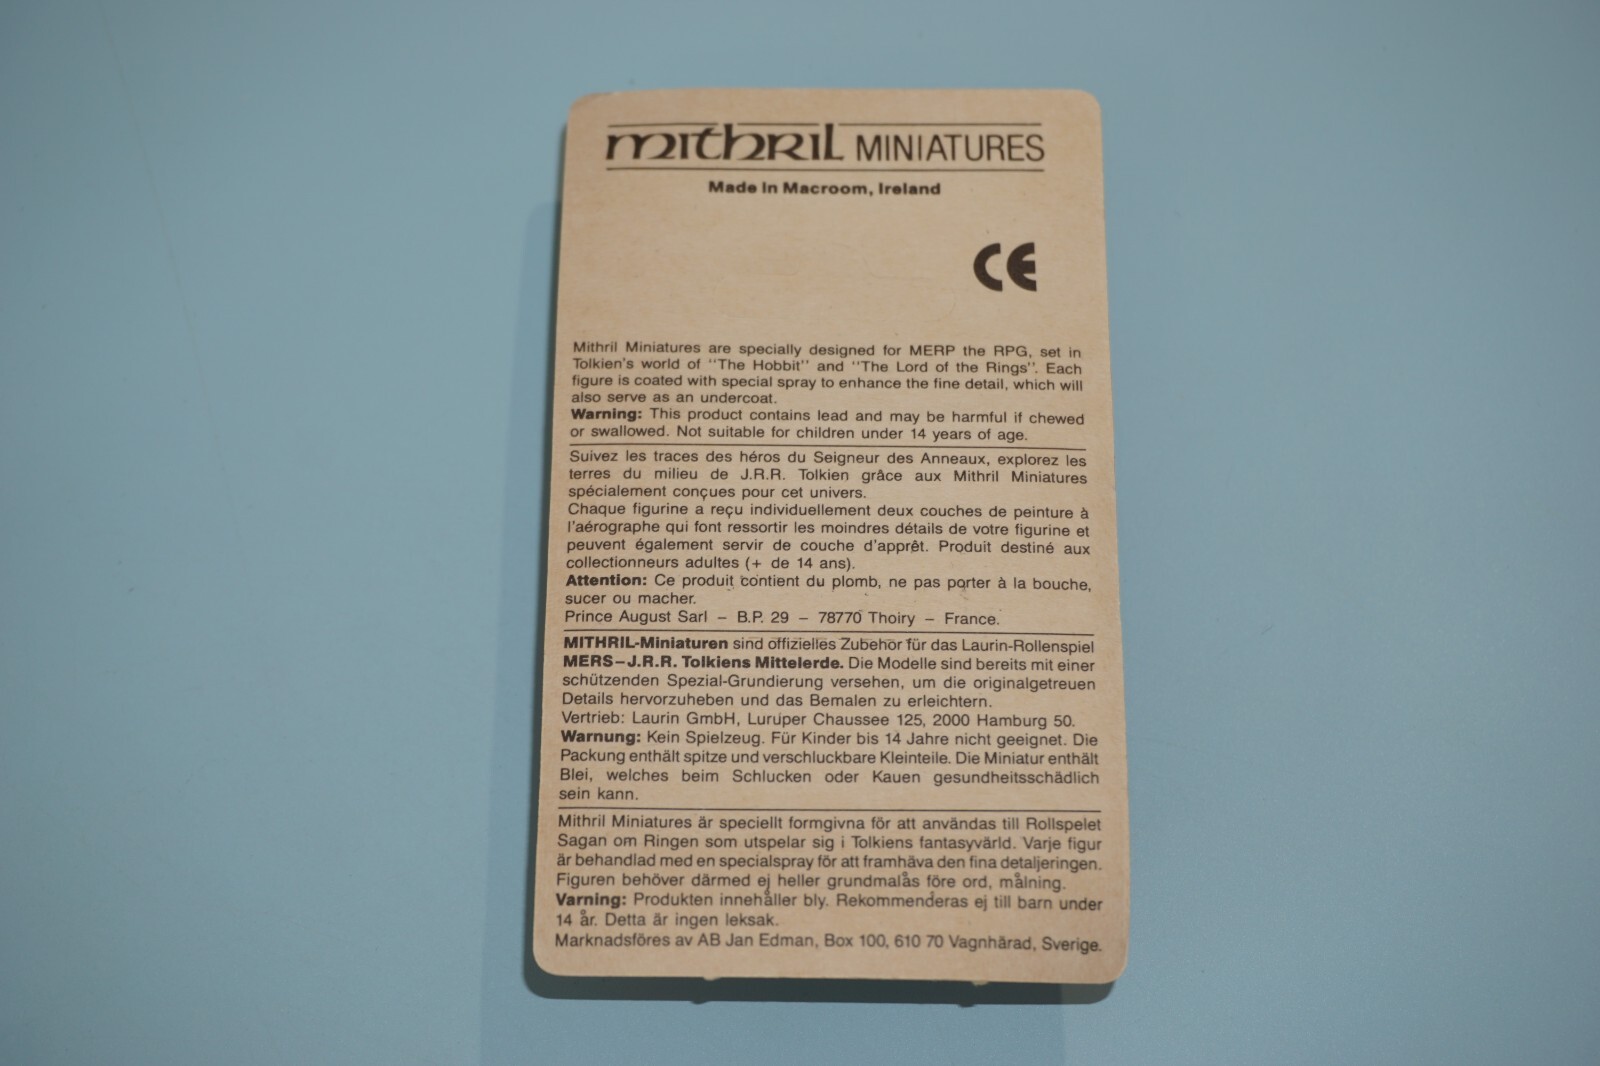 mithril MINIATURES
Made in Macroom, Ireland
CE
Mithril Miniatures are specially designed for MERP the RPG, set in
Tolkien's world of "The Hobbit" and "The Lord of the Rings". Each
figure is coated with special spray to enhance the fine detail, which will
also serve as an undercoat.
Warning: This product contains lead and may be harmful if chewed
or swallowed. Not suitable for children under 14 years of age.
Suivez les traces des héros du Seigneur des Anneaux, explorez les
terres du milieu de J.R.R. Tolkien grâce aux Mithril Miniatures
spécialement conçues pour cet univers.
Chaque figurine a reçu individuellement deux couches de peinture à
l'aérographe qui font ressortir les moindres détails de votre figurine et
peuvent également servir de couche d'apprêt. Produit destiné aux
collectionneurs adultes (+ de 14 ans).
Attention: Ce produit contient du plomb, ne pas porter à la bouche,
sucer ou macher.
Prince August Sarl – B.P. 29 – 78770 Thoiry – France.
MITHRIL-Miniaturen sind offizielles Zubehör für das Laurin-Rollenspiel
MERS–J.R.R. Tolkiens Mittelerde. Die Modelle sind bereits mit einer
schützenden Spezial-Grundierung versehen, um die originalgetreuen
Details hervorzuheben und das Bemalen zu erleichtern.
Vertrieb: Laurin GmbH, Luruper Chaussee 125, 2000 Hamburg 50.
Warnung: Kein Spielzeug. Für Kinder bis 14 Jahre nicht geeignet. Die
Packung enthält spitze und verschluckbare Kleinteile. Die Miniatur enthält
Blei, welches beim Schlucken oder Kauen gesundheitsschädlich
sein kann.
Mithril Miniatures är speciellt formgivna för att användas till Rollspelet
Sagan om Ringen som utspelar sig i Tolkiens fantasyvärld. Varje figur
är behandlad med en specialspray för att framhäva den fina detaljeringen.
Figuren behöver därmed ej heller grundmalås före ord, målning.
Varning: Produkten innehåller bly. Rekommenderas ej till barn under
14 år. Detta är ingen leksak.
Marknadsföres av AB Jan Edman, Box 100, 610 70 Vagnhärad, Sverige.